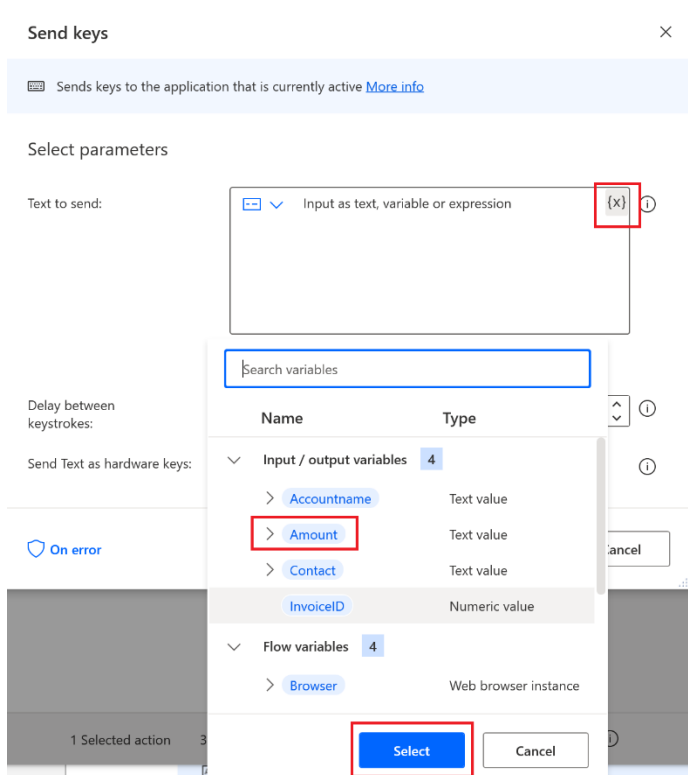 Send keys
Sends keys to the application that is currently active More info
Select parameters
Text to send:
Input as text, variable or expression
{x}
Search variables
Delay between
keystrokes:
Name Type
Send Text as hardware keys:
Input / output variables 4
Accountname Text value
Amount Text value
On error
Contact Text value
InvoiceID Numeric value
Flow variables 4
Browser Web browser instance
1 Selected action 3
Select Cancel